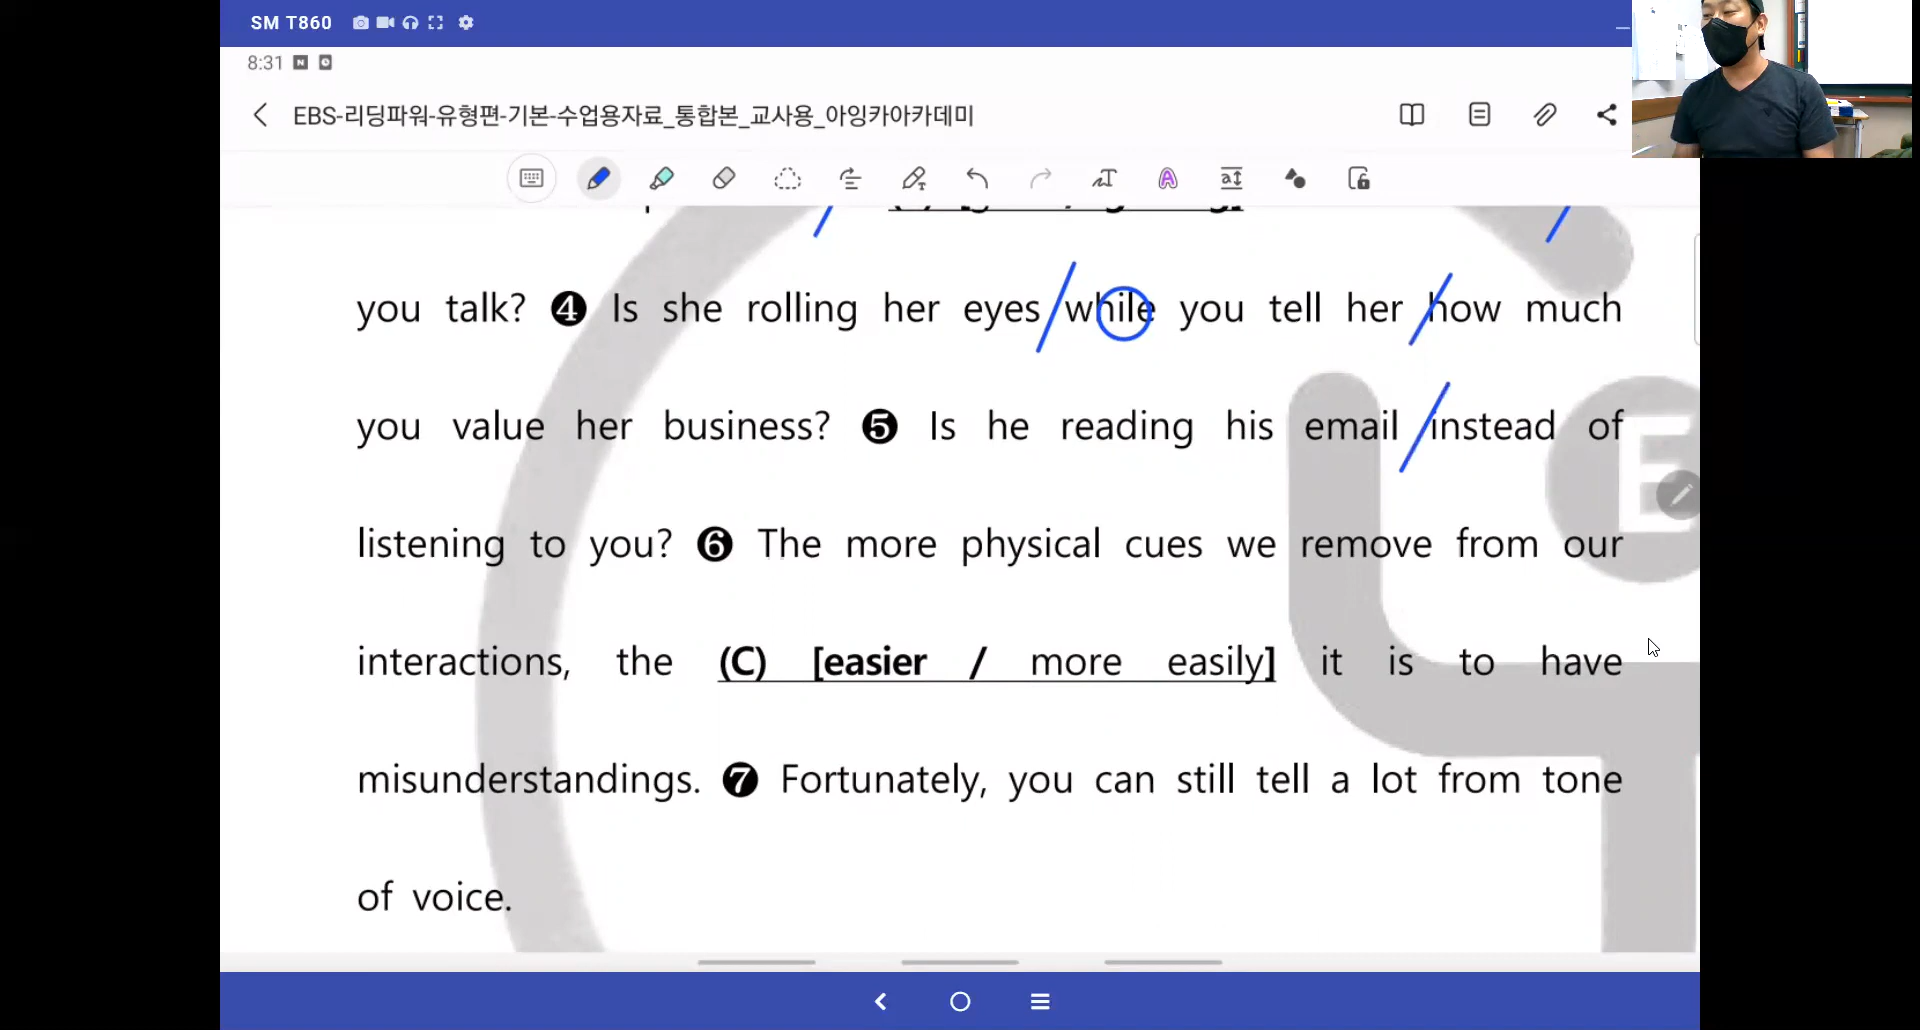 SM T860
8:31
EBS-리딩파워-유형편-기본-수업용자료_통합본_교사용_아잉카아카데미
you talk? ❹ Is she rolling her eyes while you tell her how much
you value her business? ❺ Is he reading his email instead of
listening to you? ❻ The more physical cues we remove from our
interactions, the (C) [easier / more easily] it is to have
misunderstandings. ❼ Fortunately, you can still tell a lot from tone
of voice.